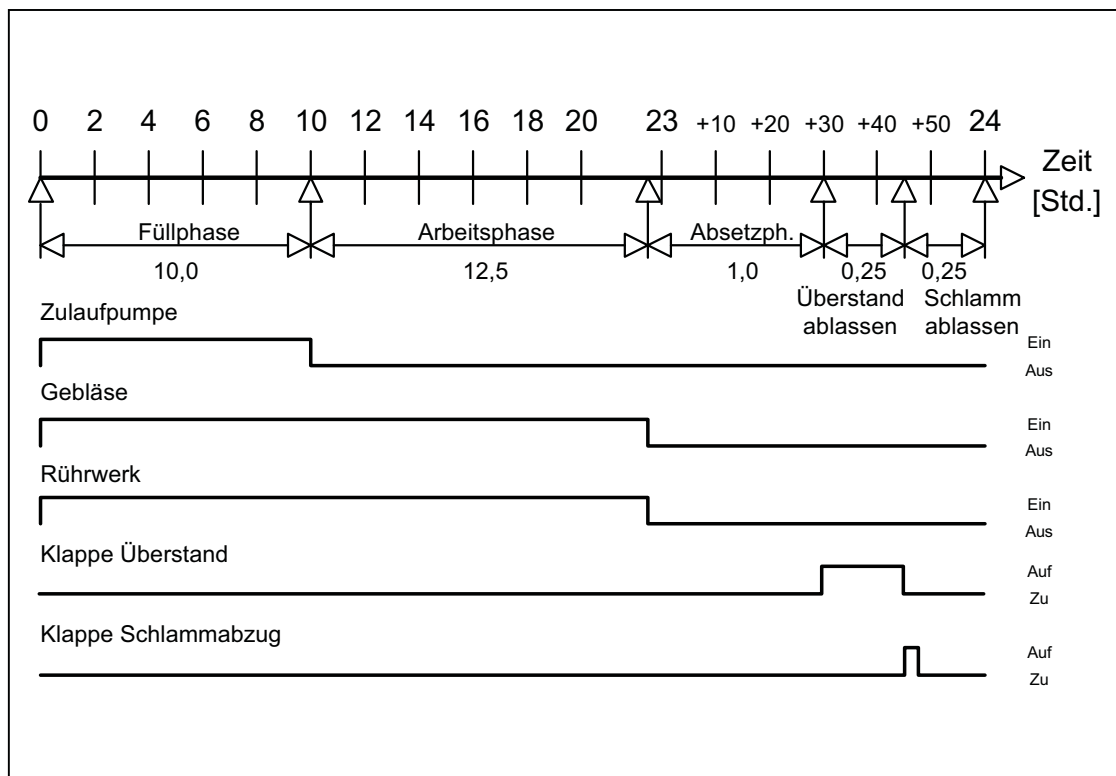 0 2 4 6 8 10 12 14 16 18 20 23 +10 +20 +30 +40 +50 24
Zeit
[Std.]
Füllphase Arbeitsphase Absetzph.
10,0 12,5 1,0 0,25 0,25
Überstand Schlamm
ablassen ablassen
Zulaufpumpe
Ein
Aus
Gebläse
Ein
Aus
Rührwerk
Ein
Aus
Klappe Überstand
Auf
Zu
Klappe Schlammabzug
Auf
Zu